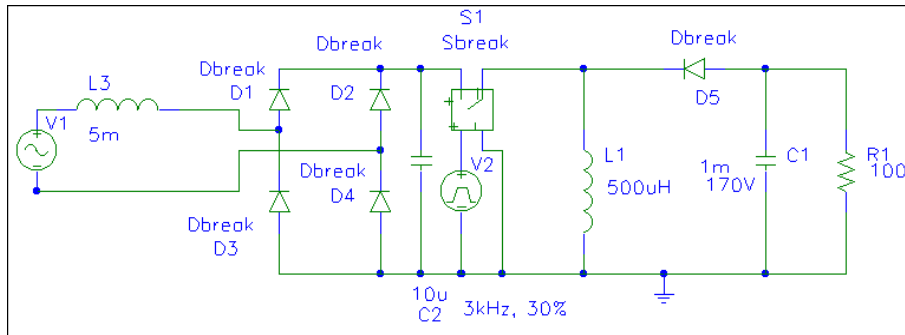 S1
Dbreak
Sbreak
Dbreak
Dbreak
L3
D1
D2
D5
V1
5m
Dbreak
D4
V2
L1
500uH
1m
170V
C1
R1
100
Dbreak
D3
10u
C2
3kHz, 30%